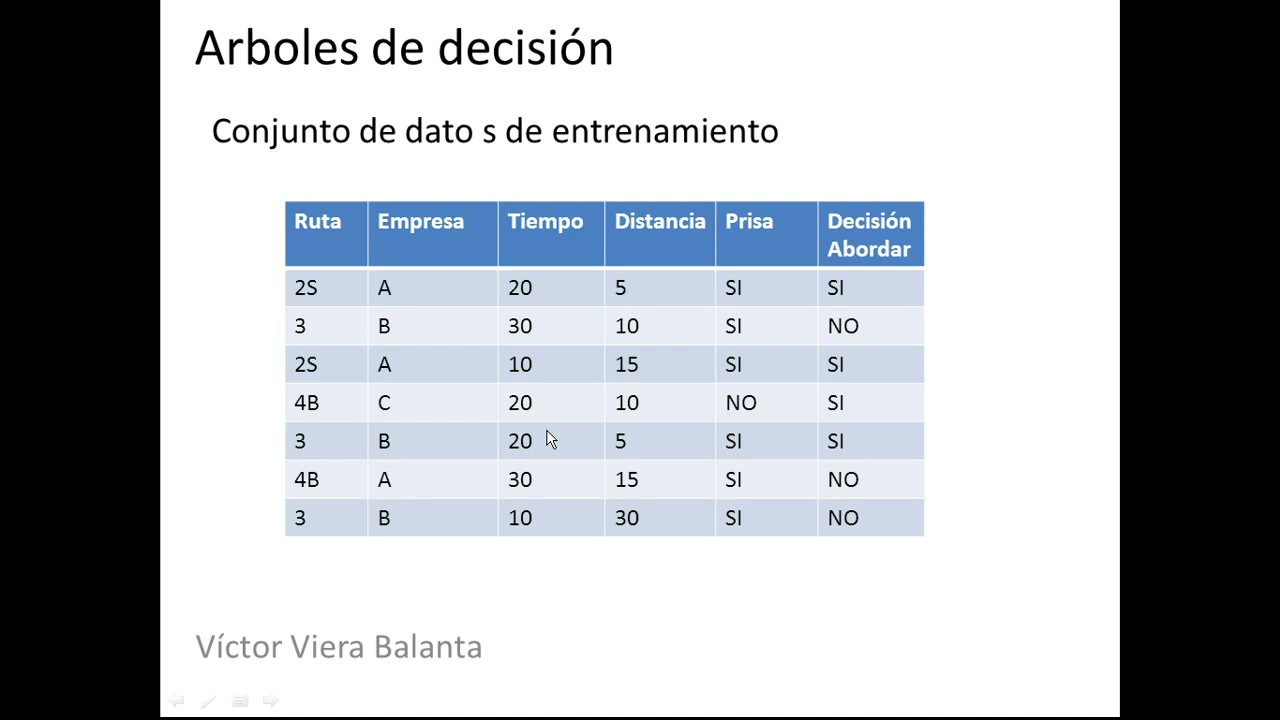 Arboles de decisión
Conjunto de dato s de entrenamiento
Ruta Empresa Tiempo Distancia Prisa Decisión Abordar
2S A 20 5 SI SI
3 B 30 10 SI NO
2S A 10 15 SI SI
4B C 20 10 NO SI
3 B 20 5 SI SI
4B A 30 15 SI NO
3 B 10 30 SI NO
Víctor Viera Balanta